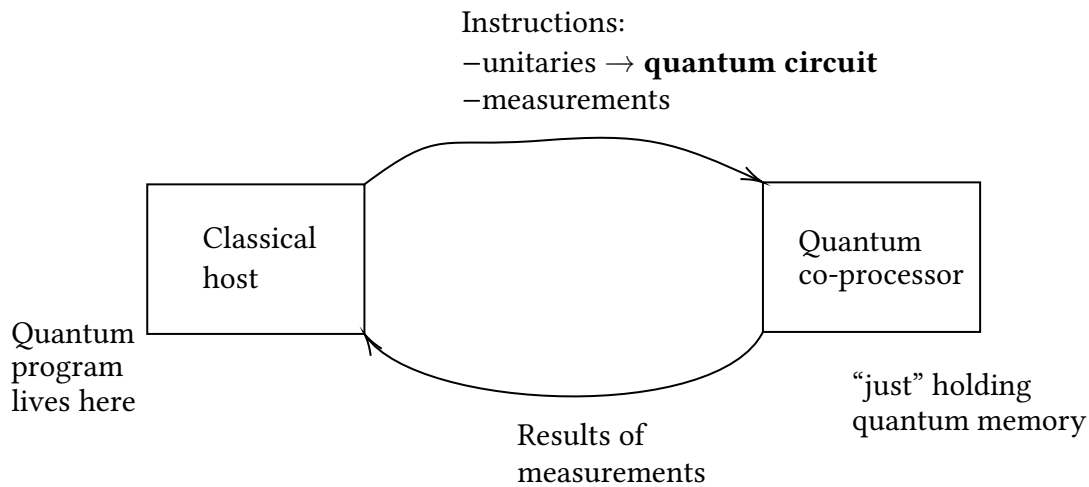 Instructions:
−unitaries → quantum circuit
−measurements
Classical
host
Quantum
co-processor
Quantum
program
lives here
“just” holding
quantum memory
Results of
measurements